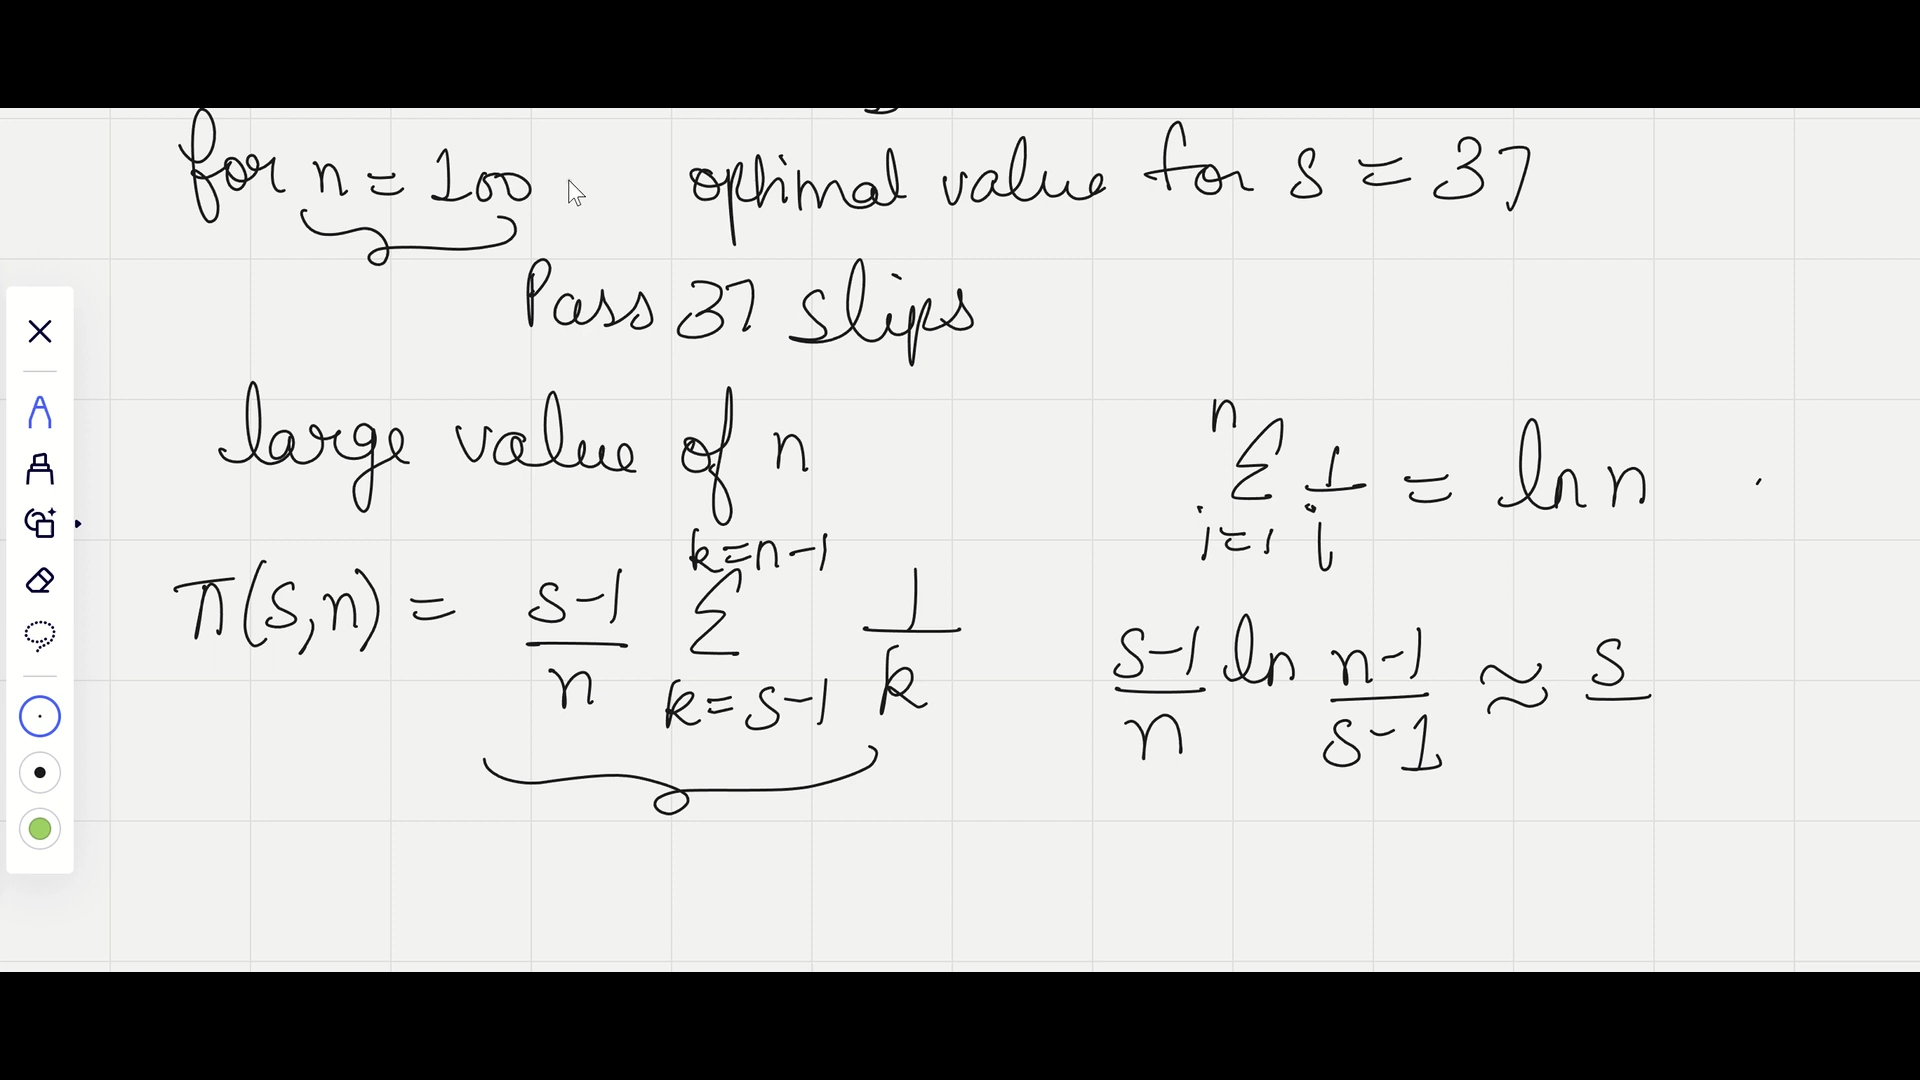 for n = 100 optimal value for s = 37
Pass 37 slips
large value of n
n Σ i=1 1/i = ln n
π(s,n) = s-1/n k=n-1 Σ k=s-1 1/k
s-1/n ln n-1/s-1 ≈ s